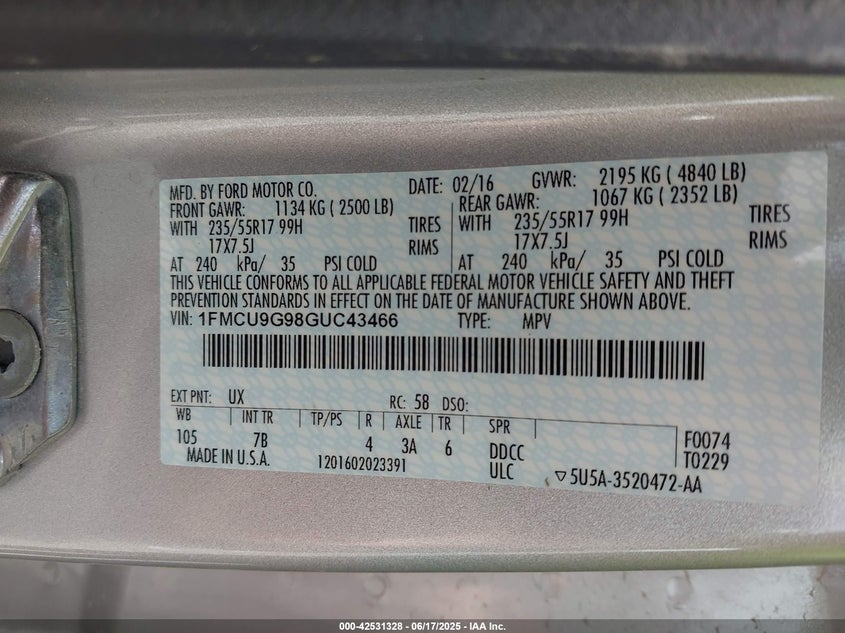 MFD. BY FORD MOTOR CO. DATE: 02/16 GVWR: 2195 KG ( 4840 LB)
FRONT GAWR: 1134 KG ( 2500 LB) REAR GAWR: 1067 KG ( 2352 LB)
WITH 235/55R17 99H TIRES WITH 235/55R17 99H TIRES
17X7.5J RIMS 17X7.5J RIMS
AT 240 kPa/ 35 PSI COLD AT 240 kPa/ 35 PSI COLD
THIS VEHICLE CONFORMS TO ALL APPLICABLE FEDERAL MOTOR VEHICLE SAFETY AND THEFT
PREVENTION STANDARDS IN EFFECT ON THE DATE OF MANUFACTURE SHOWN ABOVE.
VIN: 1FMCU9G98GUC43466 TYPE: MPV
EXT PNT: UX RC: 58 DSO:
WB INT TR TP/PS R AXLE TR SPR
105 7B 4 3A 6 DDCC F0074
MADE IN U.S.A. 1201602023391 ULC T0229
▽5U5A-3520472-AA
000-42531328 - 06/17/2025 - IAA Inc.